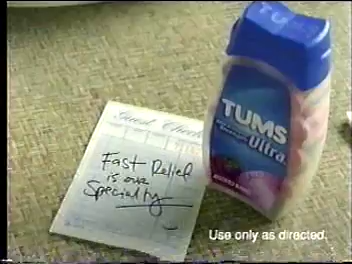 Guest Check
Fast Relief
is our
Specialty
TUMS
Ultra
Use only as directed.